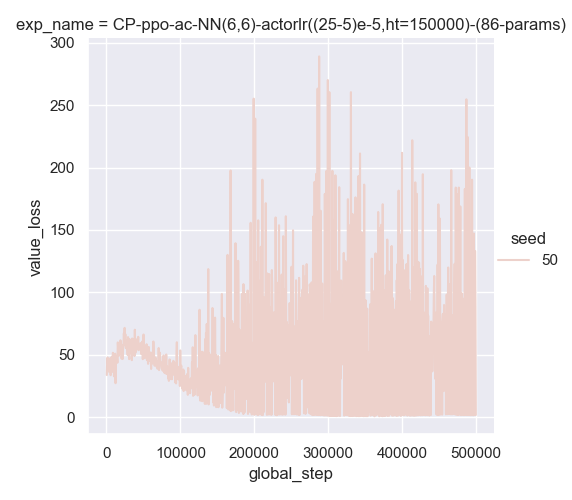 exp_name = CP-ppo-ac-NN(6,6)-actorlr((25-5)e-5,ht=150000)-(86-params)
300
250
200
150
100
50
0
value_loss
0 100000 200000 300000 400000 500000
global_step
seed
50